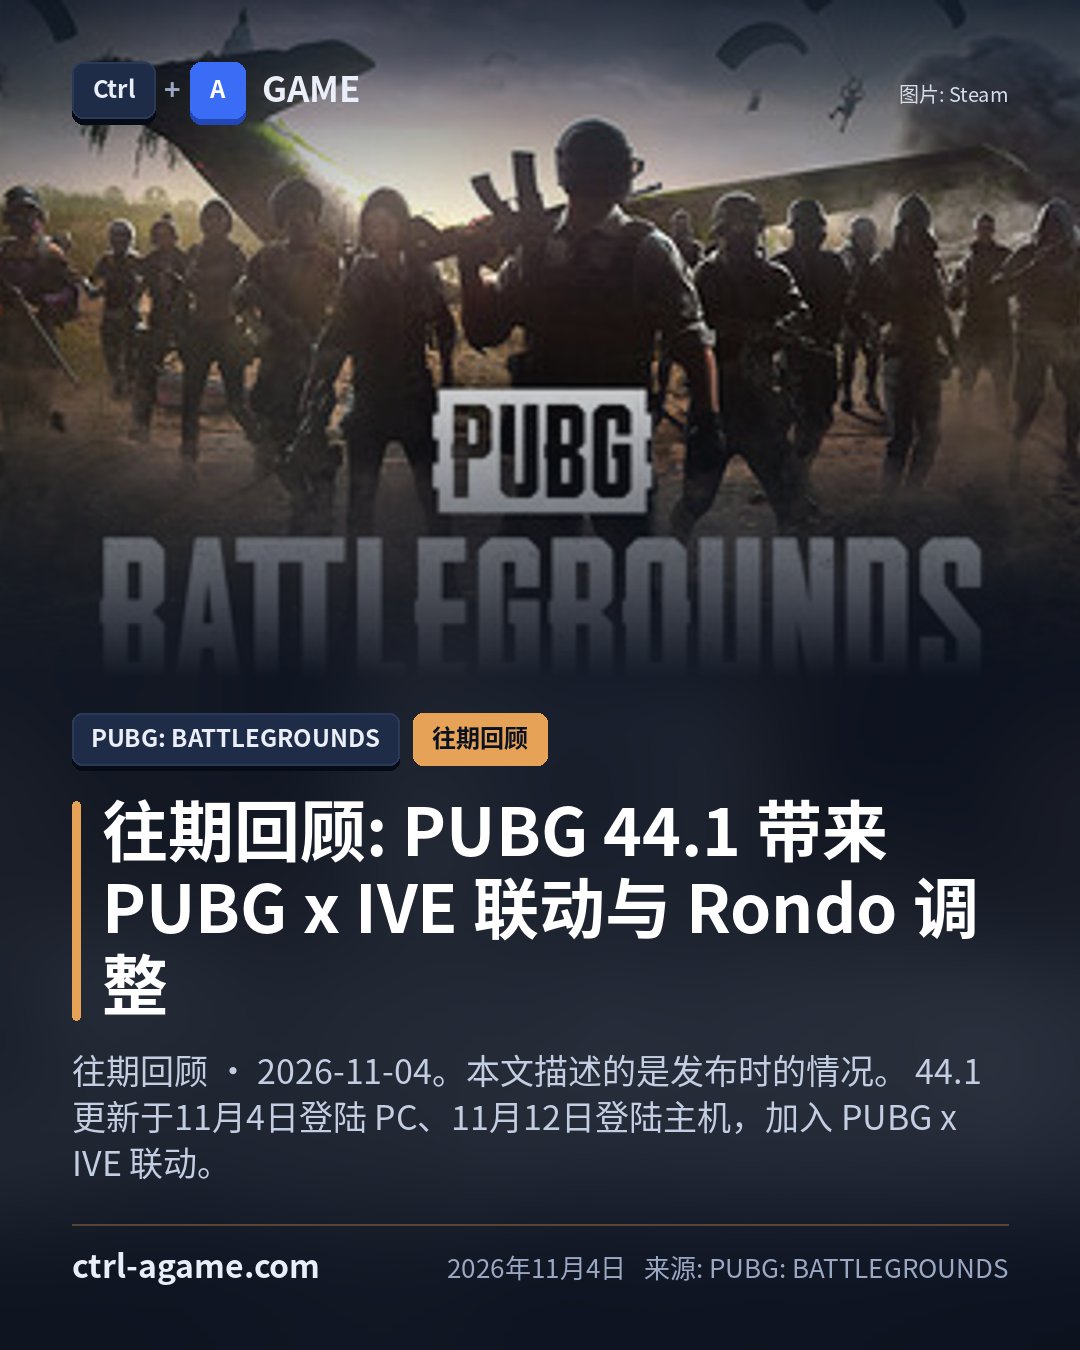 Ctrl + A GAME
图片: Steam
PUBG
BATTLEGROUNDS
PUBG: BATTLEGROUNDS 往期回顾
往期回顾: PUBG 44.1 带来
PUBG x IVE 联动与 Rondo 调
整
往期回顾 · 2026-11-04。本文描述的是发布时的情况。 44.1
更新于11月4日登陆 PC、11月12日登陆主机，加入 PUBG x
IVE 联动。
ctrl-agame.com
2026年11月4日 来源: PUBG: BATTLEGROUNDS